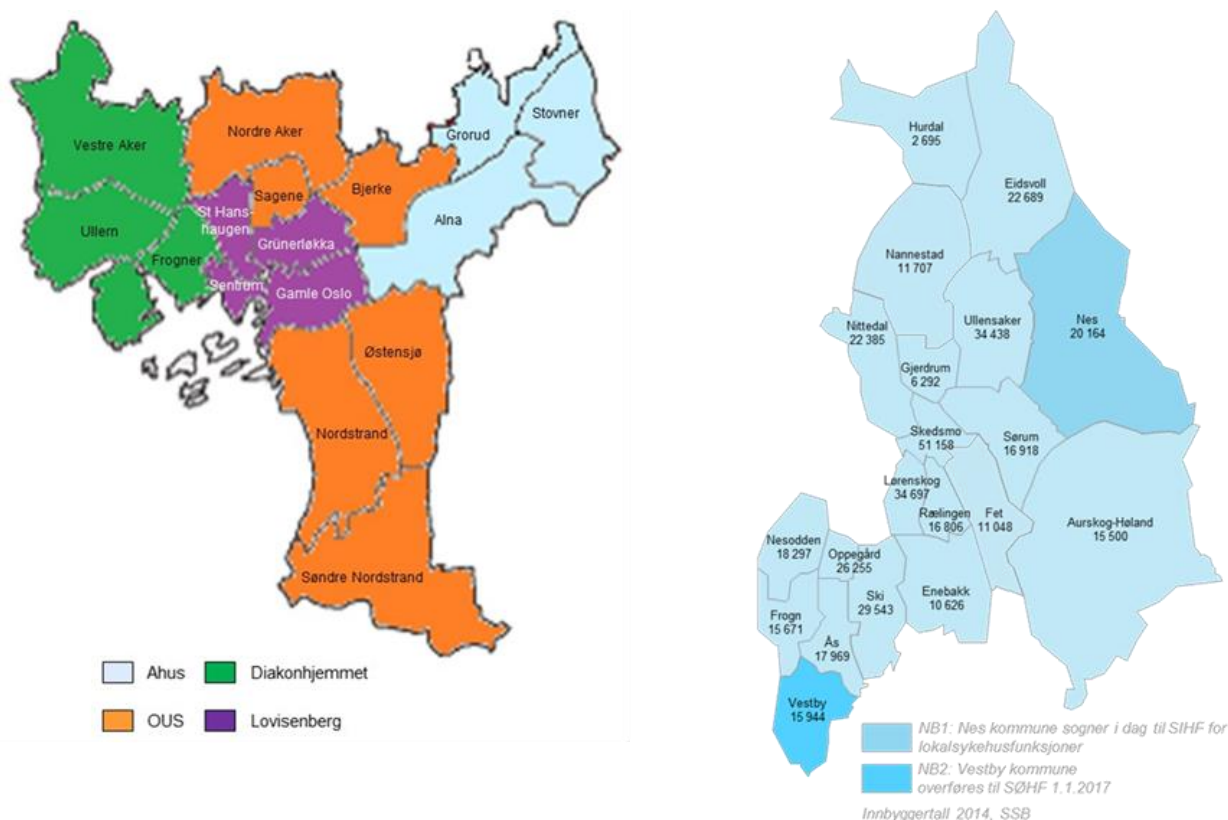 Vestre Aker
Nordre Aker
Grorud
Stovner
Bjerke
Sagene
Alna
Ullern
St Hans-
haugen
Grünerløkka
Frogner
Sentrum
Gamle Oslo
Østensjø
Nordstrand
Søndre Nordstrand
Ahus
Diakonhjemmet
OUS
Lovisenberg
Hurdal
2 695
Eidsvoll
22 689
Nannestad
11 707
Nes
20 164
Ullensaker
34 438
Nittedal
22 385
Gjerdrum
6 292
Skedsmo
51 158
Sørum
16 918
Lørenskog
34 697
Rælingen
16 806
Fet
11 048
Aurskog-Høland
15 500
Nesodden
18 297
Oppegård
26 255
Ski
29 543
Enebakk
10 626
Frogn
15 671
Ås
17 969
Vestby
15 944
NB1: Nes kommune sogner i dag til SIHF for
lokalsykehusfunksjoner
NB2: Vestby kommune
overføres til SØHF 1.1.2017
Innbyggertall 2014, SSB